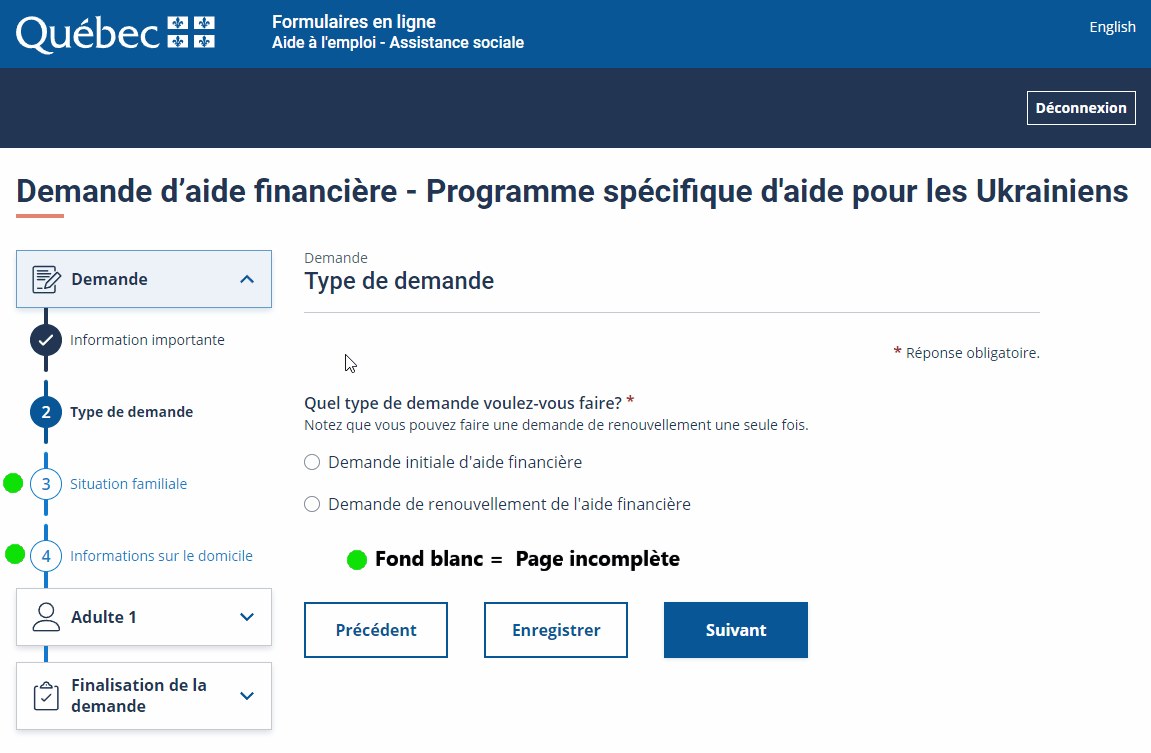 Québec
Formulaires en ligne
Aide à l'emploi - Assistance sociale
English
Déconnexion
Demande d’aide financière - Programme spécifique d'aide pour les Ukrainiens
Demande
Information importante
2 Type de demande
3 Situation familiale
4 Informations sur le domicile
Adulte 1
Finalisation de la
demande
Demande
Type de demande
* Réponse obligatoire.
Quel type de demande voulez-vous faire? *
Notez que vous pouvez faire une demande de renouvellement une seule fois.
Demande initiale d'aide financière
Demande de renouvellement de l'aide financière
Fond blanc = Page incomplète
Précédent
Enregistrer
Suivant